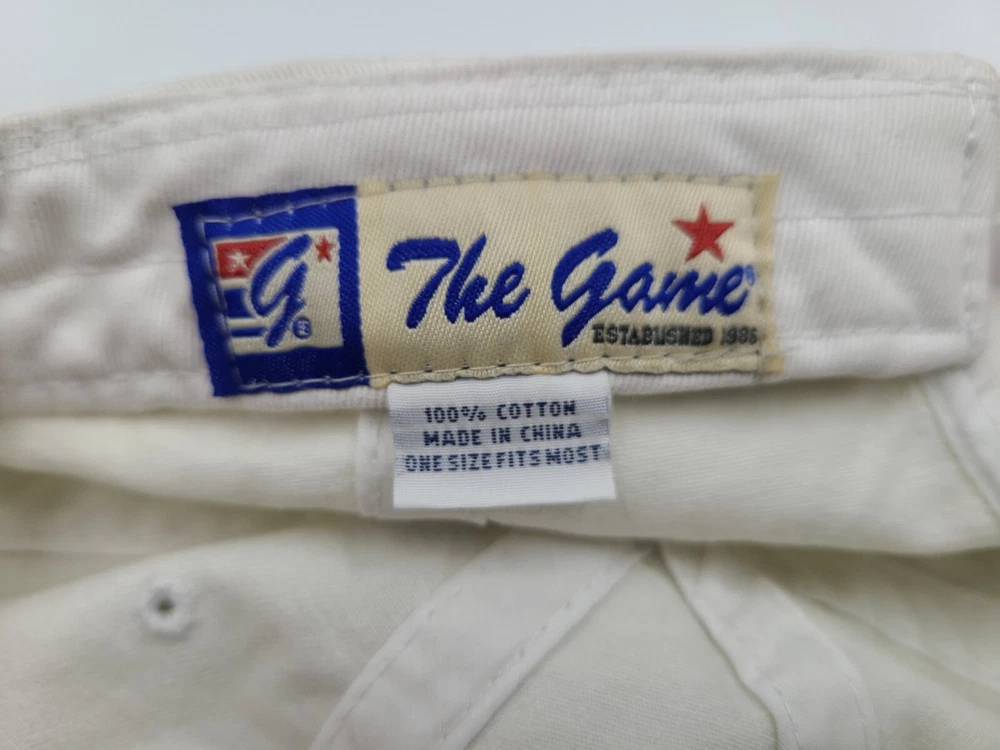 G
The Game®
ESTABLISHED 1986
100% COTTON
MADE IN CHINA
ONE SIZE FITS MOST